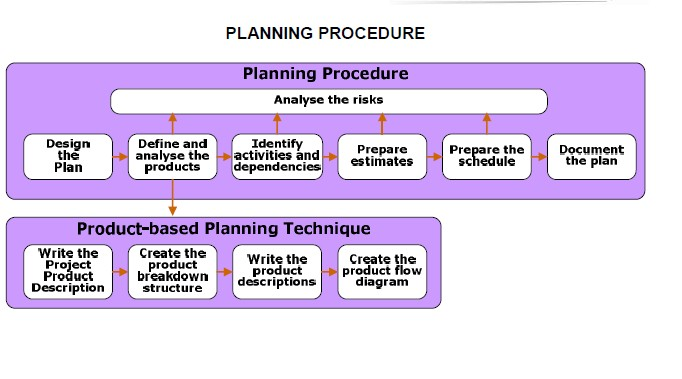 PLANNING PROCEDURE
Planning Procedure
Analyse the risks
Design
the
Plan
Define and
analyse the
products
Identify
activities and
dependencies
Prepare
estimates
Prepare the
schedule
Document
the plan
Product-based Planning Technique
Write the
Project
Product
Description
Create the
product
breakdown
structure
Write the
product
descriptions
Create the
product flow
diagram